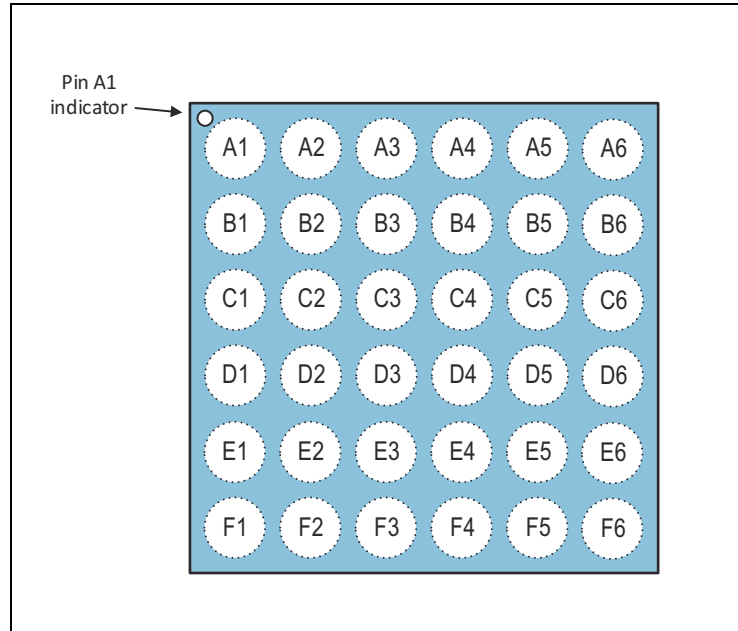 Pin A1
indicator
A1 A2 A3 A4 A5 A6
B1 B2 B3 B4 B5 B6
C1 C2 C3 C4 C5 C6
D1 D2 D3 D4 D5 D6
E1 E2 E3 E4 E5 E6
F1 F2 F3 F4 F5 F6